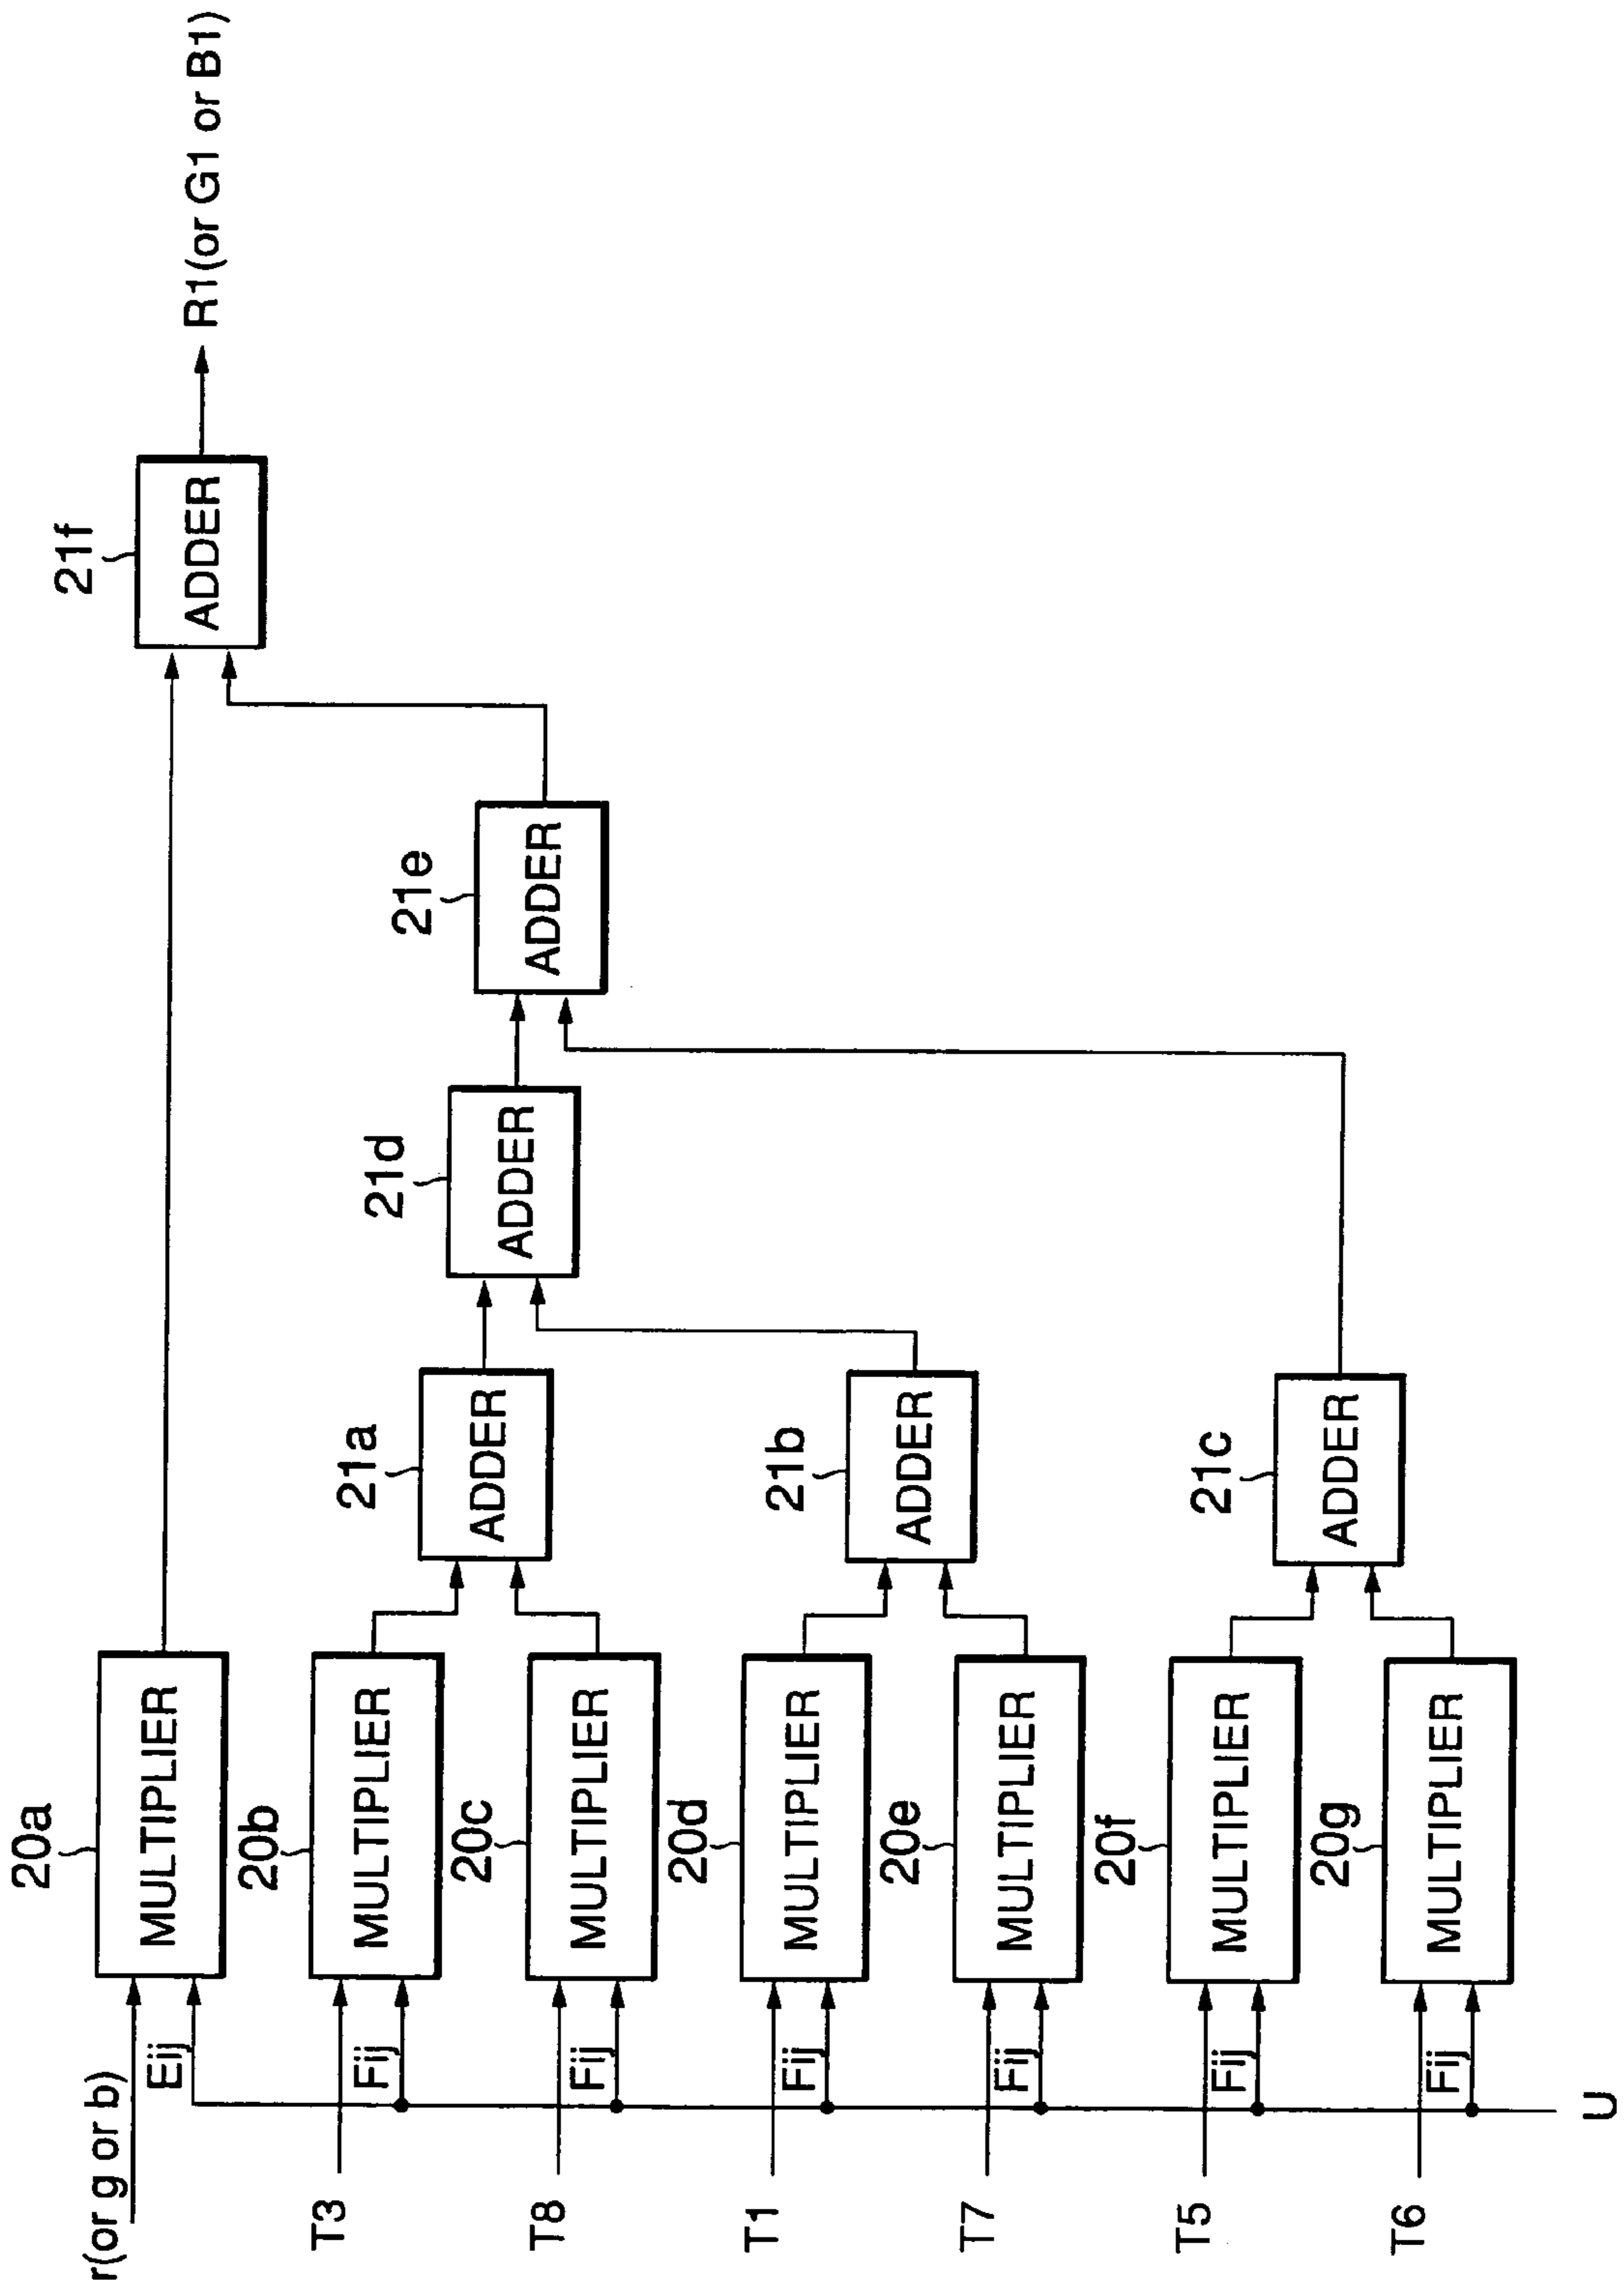 r(or g or b)
Eij
20a
MULTIPLIER
T3
Fij
20b
MULTIPLIER
T8
Fij
20c
MULTIPLIER
T1
Fij
20d
MULTIPLIER
T7
Fij
20e
MULTIPLIER
T5
Fij
20f
MULTIPLIER
T6
Fij
20g
MULTIPLIER
U
21a
ADDER
21b
ADDER
21c
ADDER
21d
ADDER
21e
ADDER
21f
ADDER
R1(or G1 or B1)